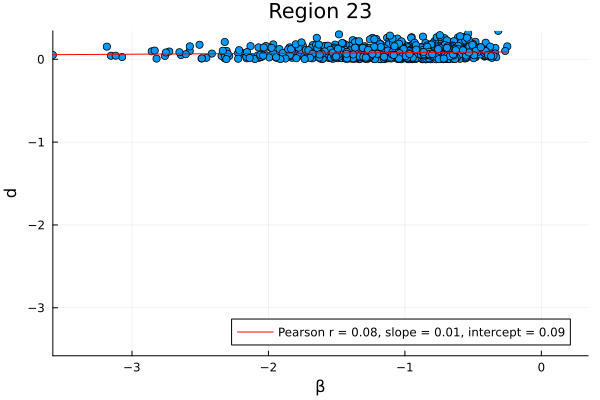 Region 23
d
0
−1
−2
−3
Pearson r = 0.08, slope = 0.01, intercept = 0.09
−3 −2 −1 0
β